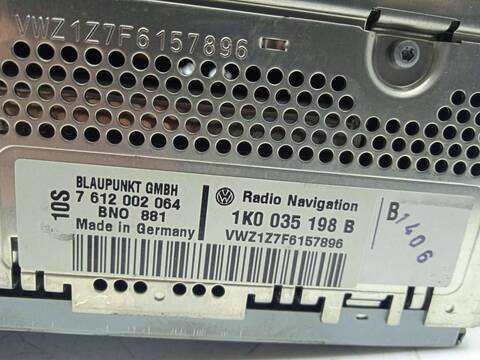 VWZ1Z7F6157896
10S
BLAUPUNKT GMBH
7 612 002 064
BNO 881
Made in Germany
Radio Navigation
1K0 035 198 B
VWZ1Z7F6157896
B
1406